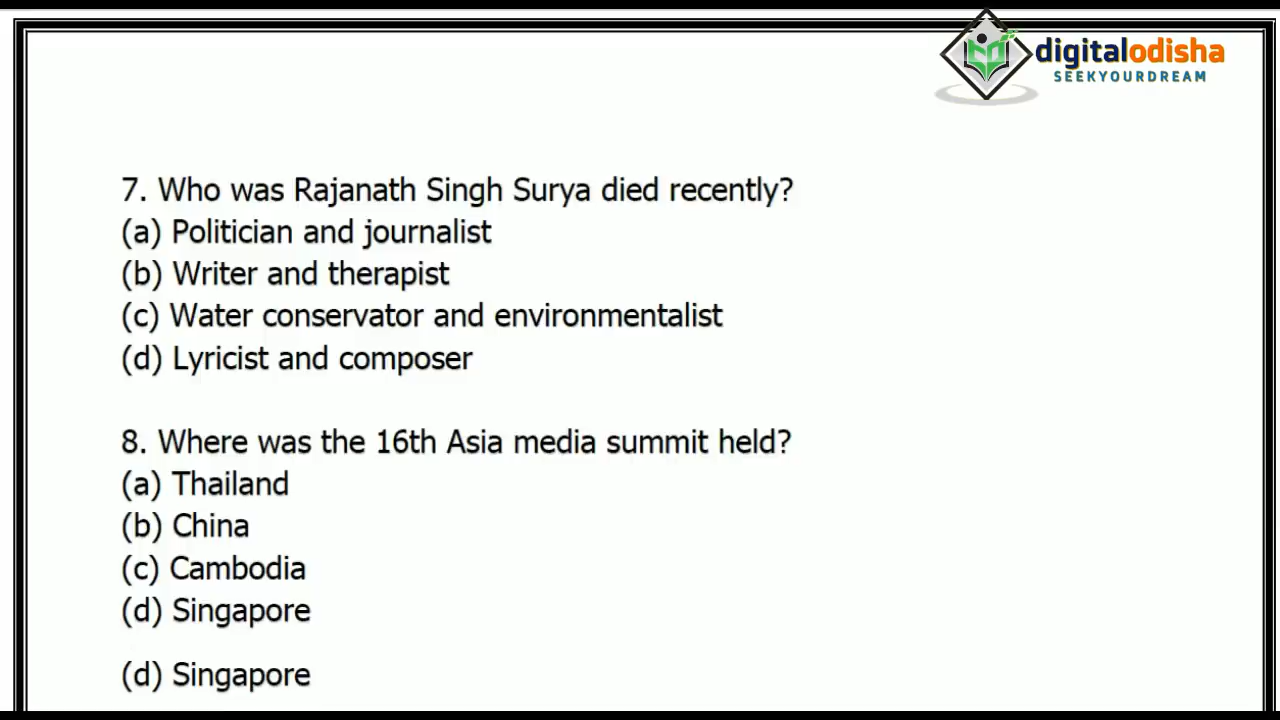 digitalodisha
SEEKYOURDREAM
7. Who was Rajanath Singh Surya died recently?
(a) Politician and journalist
(b) Writer and therapist
(c) Water conservator and environmentalist
(d) Lyricist and composer
8. Where was the 16th Asia media summit held?
(a) Thailand
(b) China
(c) Cambodia
(d) Singapore
(d) Singapore